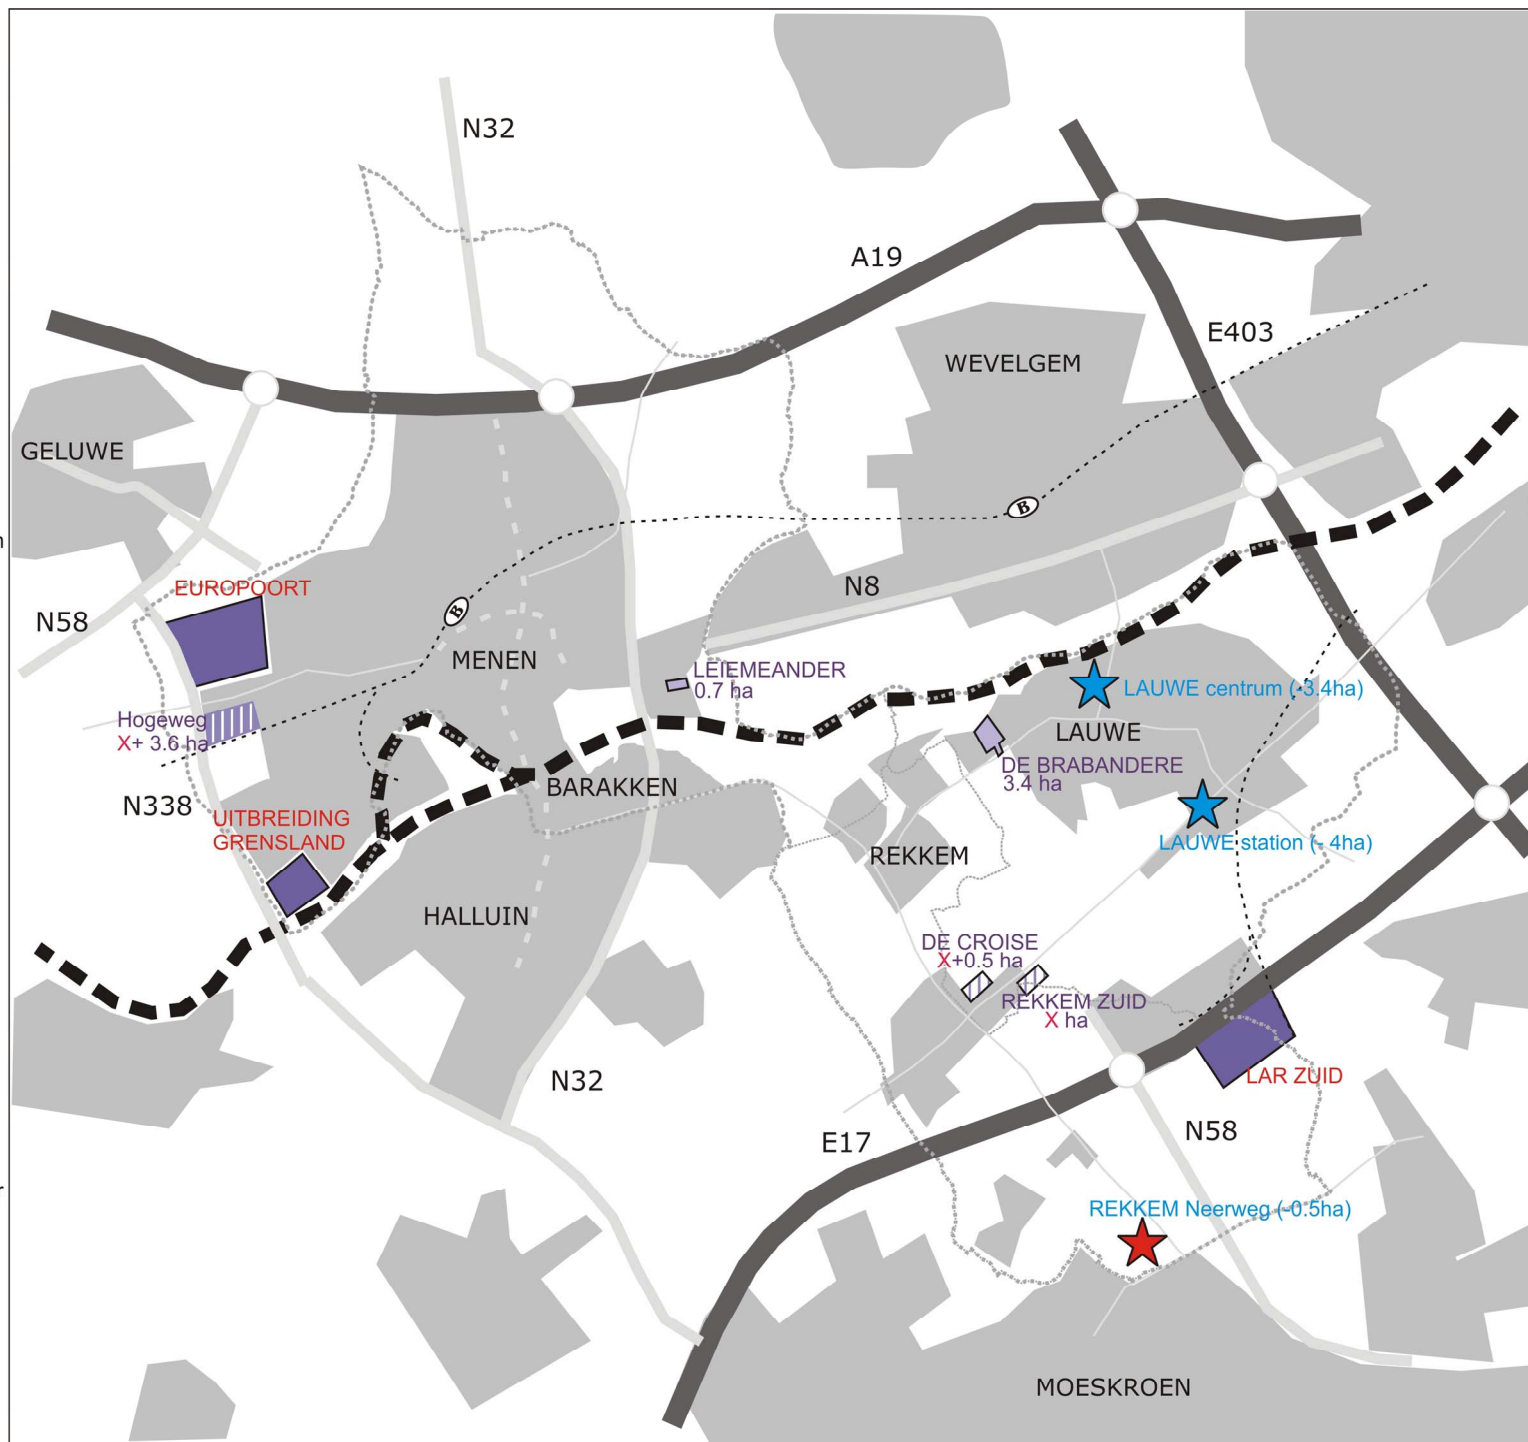 N32
A19
E403
WEVELGEM
GELUWE
B
N8
EUROPOORT
B
N58
MENEN
LEIEMEANDER
0.7 ha
LAUWE centrum (-3.4ha)
Hogeweg
X+ 3.6 ha
LAUWE
DE BRABANDERE
3.4 ha
BARAKKEN
N338
UITBREIDING
GRENSLAND
LAUWE station (- 4ha)
REKKEM
HALLUIN
DE CROISE
X+0.5 ha
REKKEM ZUID
X ha
LAR ZUID
N32
E17
N58
REKKEM Neerweg (-0.5ha)
MOESKROEN